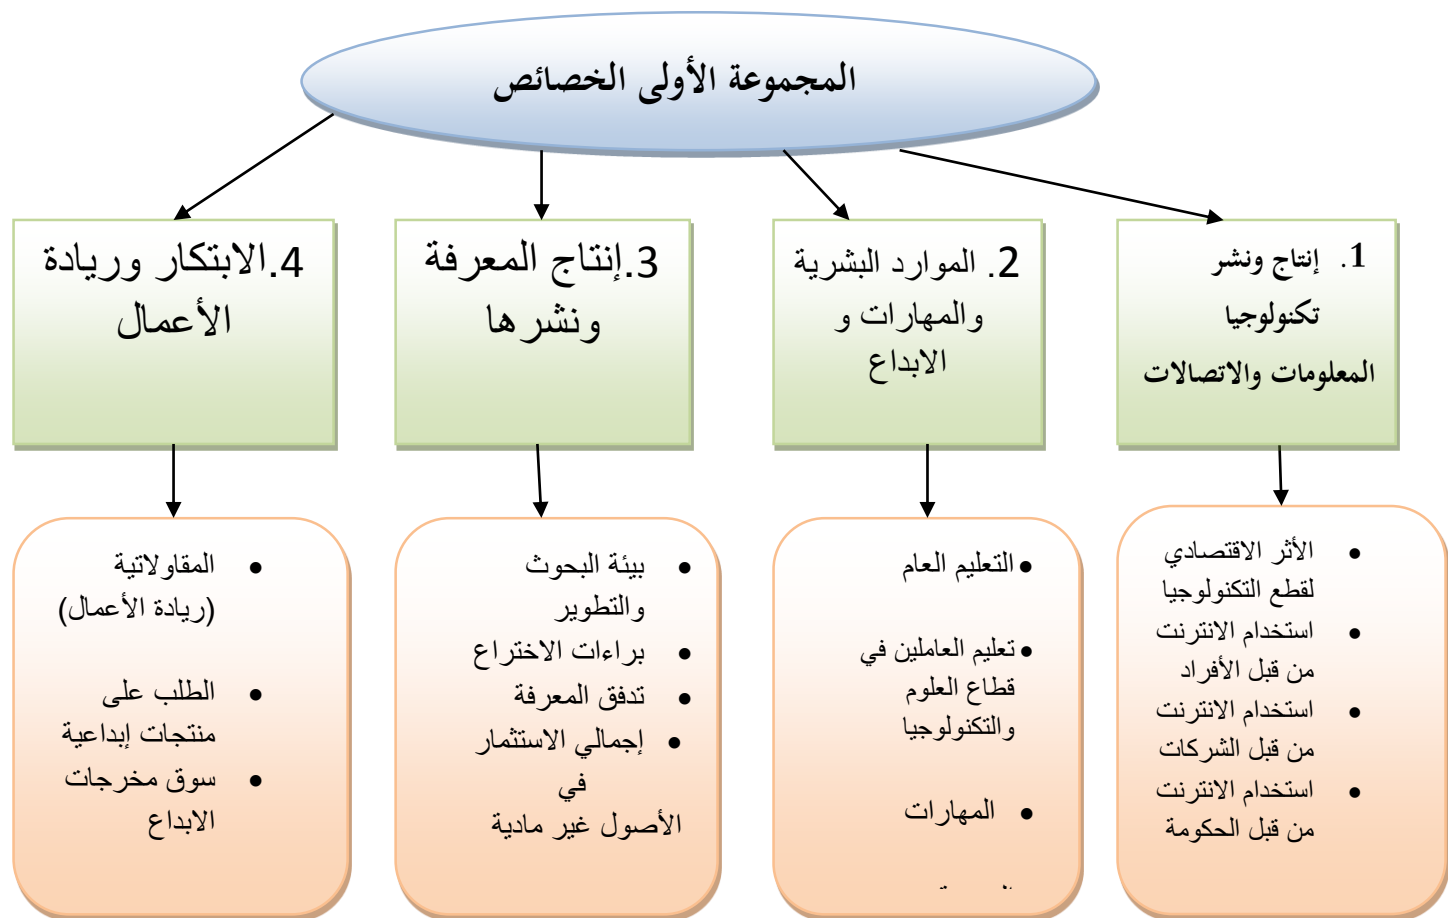 المجموعة الأولى الخصائص
1. إنتاج ونشر
تكنولوجيا
المعلومات والاتصالات
2. الموارد البشرية
والمهارات و
الابداع
3.إنتاج المعرفة
ونشرها
4.الابتكار وريادة
الأعمال
• الأثر الاقتصادي
لقطع التكنولوجيا
• استخدام الانترنت
من قبل الأفراد
• استخدام الانترنت
من قبل الشركات
• استخدام الانترنت
من قبل الحكومة
• التعليم العام
• تعليم العاملين في
قطاع العلوم
والتكنولوجيا
• المهارات
• بيئة البحوث
والتطوير
• براءات الاختراع
• تدفق المعرفة
• إجمالي الاستثمار
في
الأصول غير مادية
• المقاولاتية
(ريادة الأعمال)
• الطلب على
منتجات إبداعية
• سوق مخرجات
الابداع